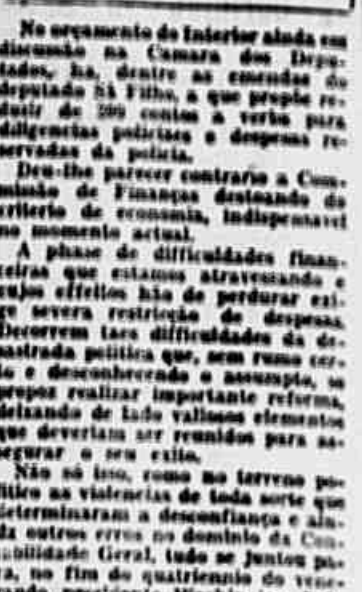 No orçamento do Interior ainda em
discussão na Camara dos Depu-
tados, ha, dentre as emendas do
deputado Sá Filho, a que propõe re-
duzir de 200 contos a verba para
diligencias policiaes e despesas re-
servadas da policia.
Deu-lhe parecer contrario a Com-
missão de Finanças destoando do
criterio de economia, indispensavel
no momento actual.
A phase de difficuldades finan-
ceiras que estamos atravessando e
cujos effeitos hão de perdurar exi-
ge severa restricção de despesa.
Decorrem taes difficuldades da de-
sastrada politica que, sem rumo cer-
to e desconhecendo o assumpto, se
propoz realizar importante reforma,
deixando de lado valiosos elementos
que deveriam ser reunidos para as-
segurar o seu exito.
Não só isso, como no terreno po-
litico as violencias de toda sorte que
determinaram a desconfiança e ain-
da outros erros no dominio da Con-
tabilidade Geral, tudo se juntou pa-
ra, no fim do quatriennio do vene-
rando presidente